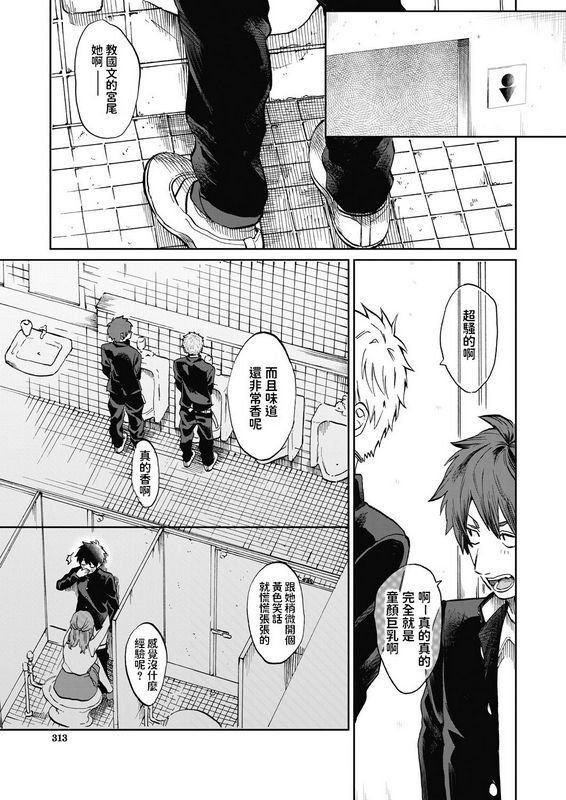 教國文的宮尾
她啊——
超騷的啊
啊—真的真的
完全就是
童顏巨乳啊
而且味道
還非常香呢
真的香啊
跟她稍微開個
黃色笑話
就慌慌張張的
感覺沒什麼
經驗呢？
313